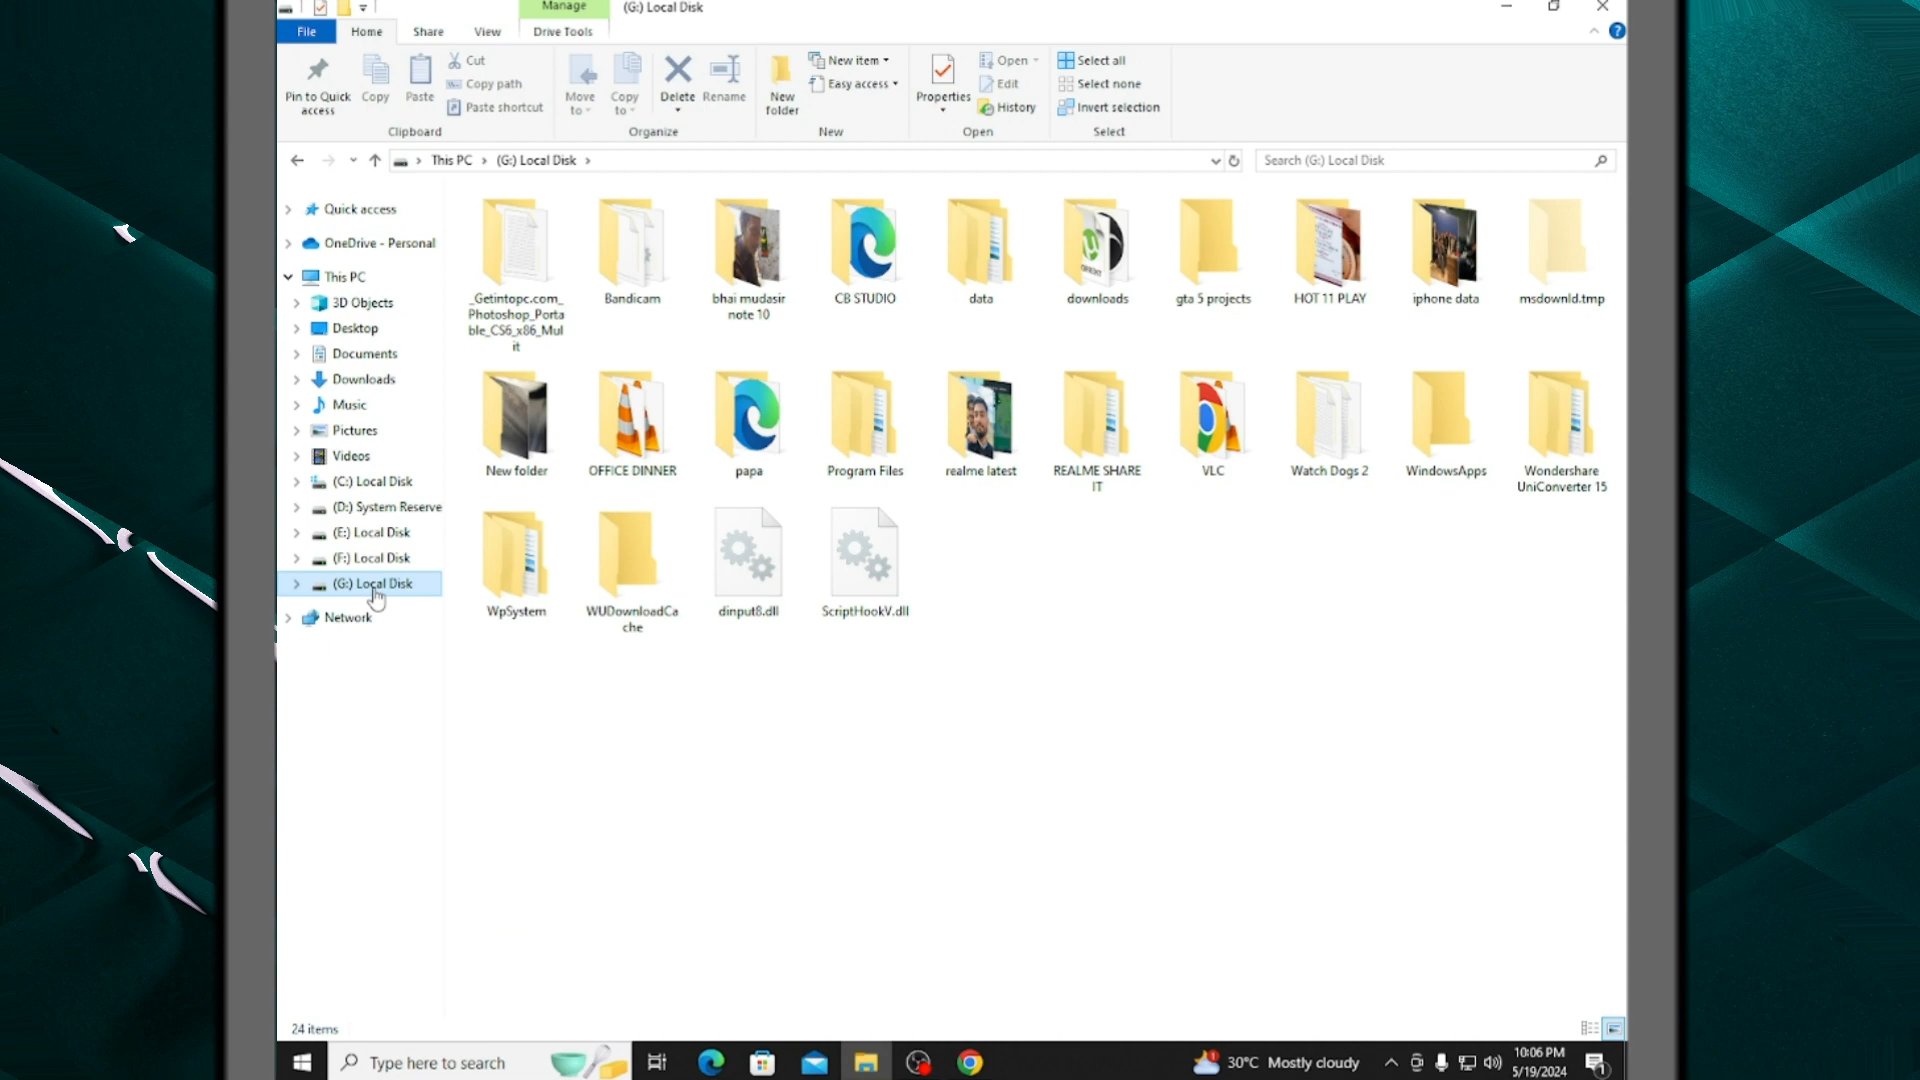 Manage
(G:) Local Disk
File
Home
Share
View
Drive Tools
Pin to Quick
access
Copy
Paste
Cut
Copy path
Paste shortcut
Clipboard
Move
to
Copy
to
Delete
Rename
Organize
New
folder
New item
Easy access
New
Properties
Open
Edit
History
Open
Select all
Select none
Invert selection
Select
This PC
(G:) Local Disk
Search (G:) Local Disk
Quick access
OneDrive - Personal
This PC
3D Objects
Desktop
Documents
Downloads
Music
Pictures
Videos
(C:) Local Disk
(D:) System Reserve
(E:) Local Disk
(F:) Local Disk
(G:) Local Disk
Network
_Getintopc.com_
Photoshop_Porta
ble_CS6_x86_Mul
it
Bandicam
bhai mudasir
note 10
CB STUDIO
data
downloads
gta 5 projects
HOT 11 PLAY
iphone data
msdownld.tmp
New folder
OFFICE DINNER
papa
Program Files
realme latest
REALME SHARE
IT
VLC
Watch Dogs 2
WindowsApps
Wondershare
UniConverter 15
WpSystem
WUDownloadCa
che
dinput8.dll
ScriptHookV.dll
24 items
Type here to search
30°C Mostly cloudy
10:06 PM
5/19/2024
1